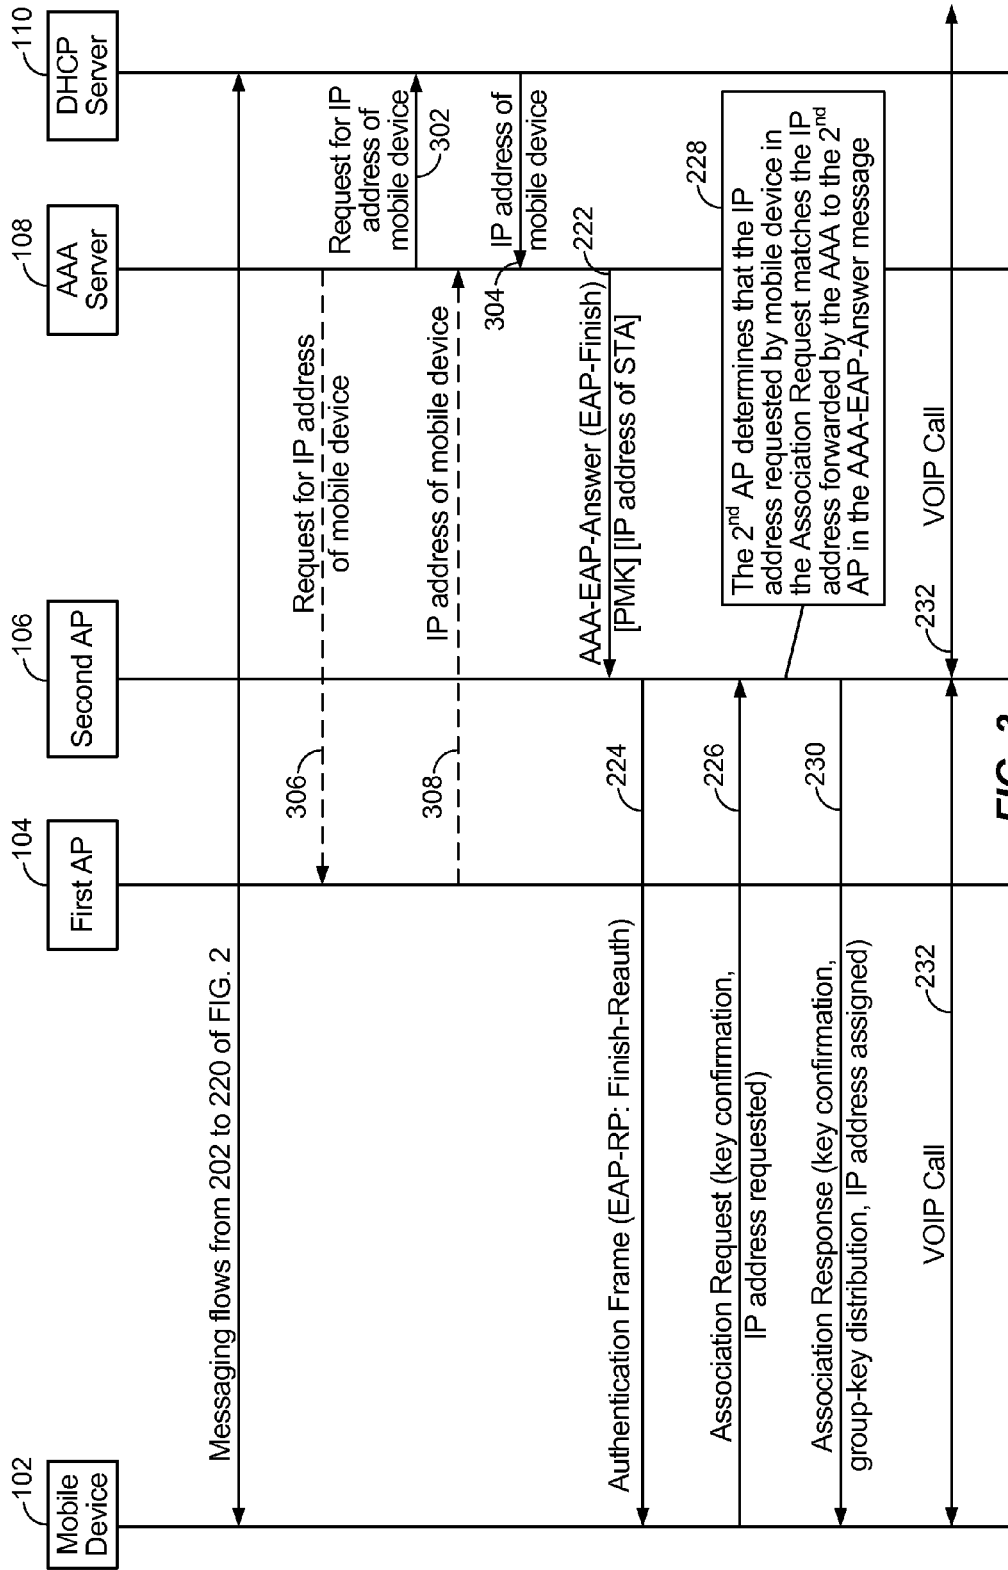 102
Mobile
Device
104
First AP
106
Second AP
108
AAA
Server
110
DHCP
Server
Messaging flows from 202 to 220 of FIG. 2
306
Request for IP address
of mobile device
Request for IP
address of
mobile device
302
308
IP address of mobile device
304
IP address of
mobile device
AAA-EAP-Answer (EAP-Finish)
[PMK] [IP address of STA]
222
Authentication Frame (EAP-RP: Finish-Reauth)
224
Association Request (key confirmation,
IP address requested)
226
228
The 2nd AP determines that the IP
address requested by mobile device in
the Association Request matches the IP
address forwarded by the AAA to the 2nd
AP in the AAA-EAP-Answer message
Association Response (key confirmation,
group-key distribution, IP address assigned)
230
VOIP Call
232
232
VOIP Call